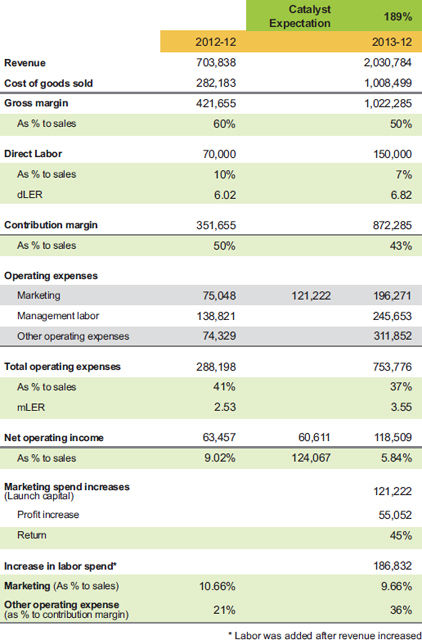 Catalyst Expectation 189%
2012-12 2013-12
Revenue 703,838 2,030,784
Cost of goods sold 282,183 1,008,499
Gross margin 421,655 1,022,285
As % to sales 60% 50%
Direct Labor 70,000 150,000
As % to sales 10% 7%
dLER 6.02 6.82
Contribution margin 351,655 872,285
As % to sales 50% 43%
Operating expenses
Marketing 75,048 121,222 196,271
Management labor 138,821 245,653
Other operating expenses 74,329 311,852
Total operating expenses 288,198 753,776
As % to sales 41% 37%
mLER 2.53 3.55
Net operating income 63,457 60,611 118,509
As % to sales 9.02% 124,067 5.84%
Marketing spend increases
(Launch capital) 121,222
Profit increase 55,052
Return 45%
Increase in labor spend* 186,832
Marketing (As % to sales) 10.66% 9.66%
Other operating expense
(as % to contribution margin) 21% 36%
* Labor was added after revenue increased